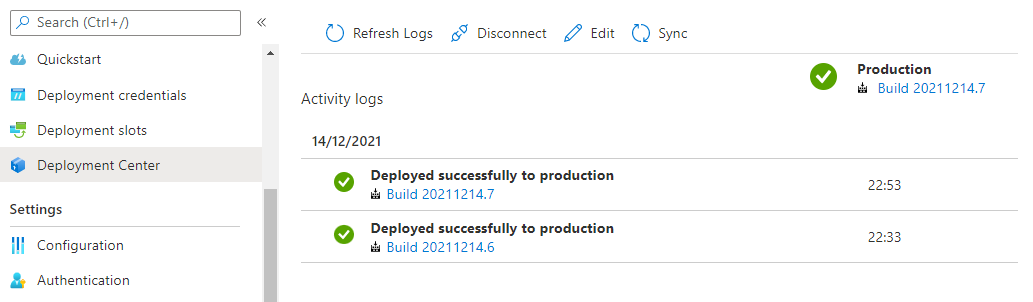 Search (Ctrl+/)
«
Quickstart
Deployment credentials
Deployment slots
Deployment Center
Settings
Configuration
Authentication
Refresh Logs
Disconnect
Edit
Sync
Production
Build 20211214.7
Activity logs
14/12/2021
Deployed successfully to production
Build 20211214.7
22:53
Deployed successfully to production
Build 20211214.6
22:33